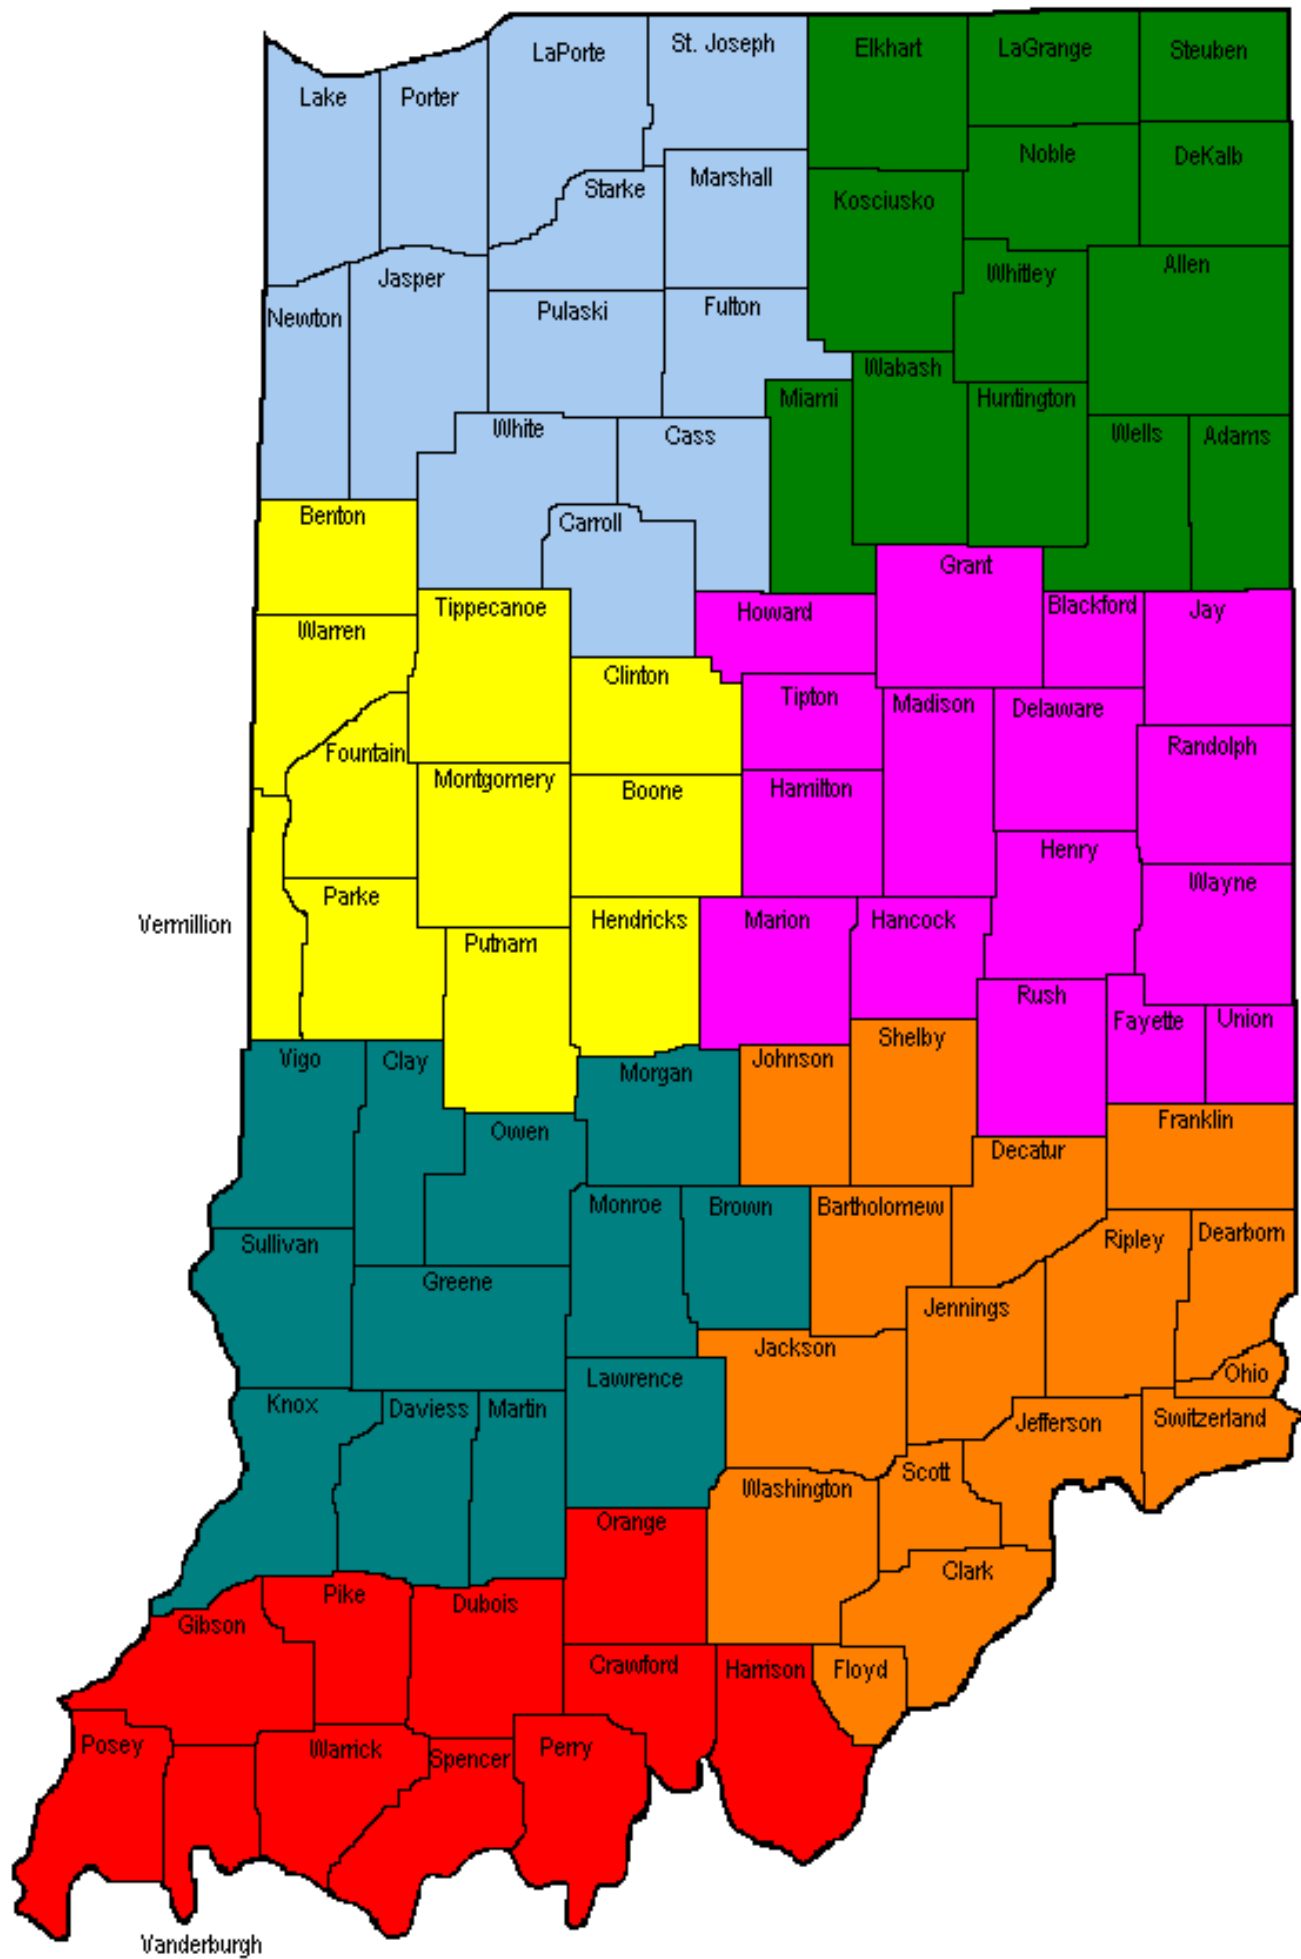 St. Joseph
Elkhart
LaGrange
Steuben
LaPorte
Lake
Porter
Noble
DeKalb
Marshall
Starke
Kosciusko
Allen
Whitley
Jasper
Fulton
Pulaski
Newton
Wabash
Miami
Huntington
White
Cass
Wells
Adams
Benton
Carroll
Grant
Tippecanoe
Blackford
Jay
Howard
Warren
Clinton
Tipton
Madison
Delaware
Randolph
Fountain
Montgomery
Boone
Hamilton
Henry
Wayne
Parke
Vermillion
Hendricks
Marion
Hancock
Putnam
Rush
Fayette
Union
Shelby
Vigo
Clay
Johnson
Morgan
Franklin
Owen
Decatur
Monroe
Brown
Bartholomew
Dearborn
Ripley
Sullivan
Greene
Jennings
Jackson
Ohio
Lawrence
Knox
Daviess
Martin
Jefferson
Switzerland
Scott
Washington
Orange
Clark
Pike
Dubois
Gibson
Crawford
Harrison
Floyd
Posey
Warrick
Spencer
Perry
Vanderburgh